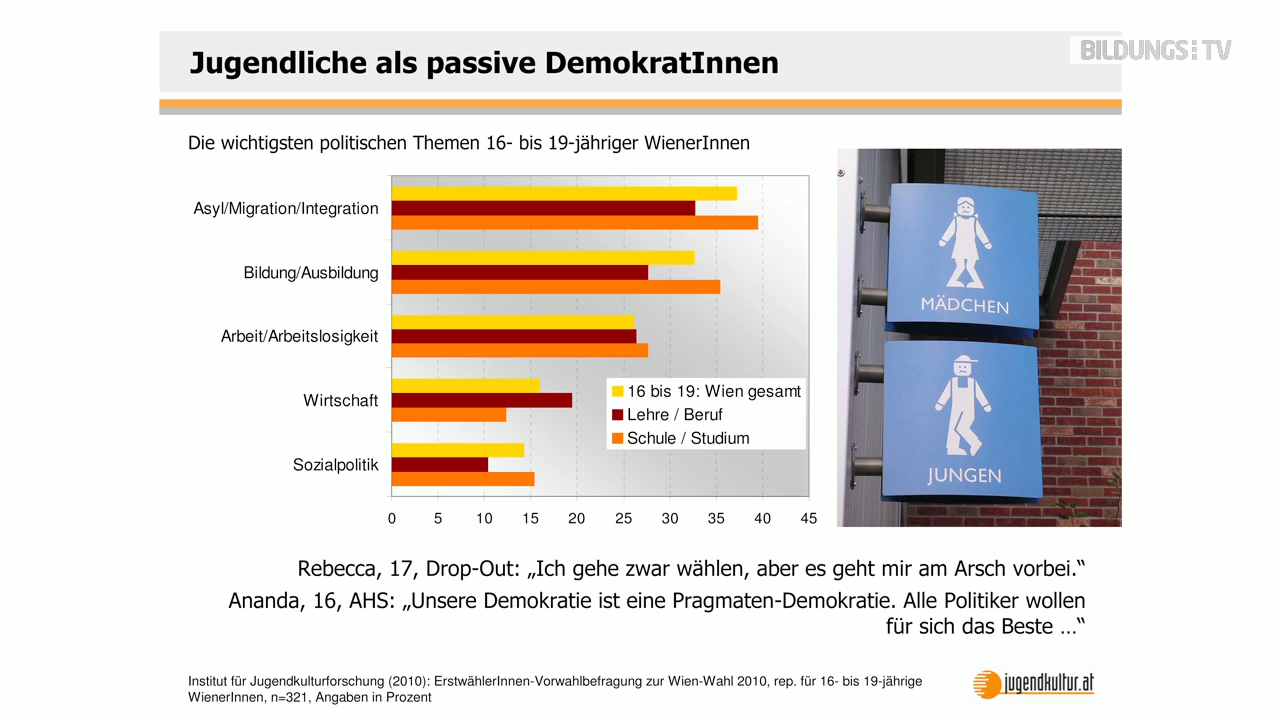 Jugendliche als passive DemokratInnen
BILDUNGS:TV
Die wichtigsten politischen Themen 16- bis 19-jähriger WienerInnen
Asyl/Migration/Integration
Bildung/Ausbildung
Arbeit/Arbeitslosigkeit
Wirtschaft
Sozialpolitik
16 bis 19: Wien gesamt
Lehre / Beruf
Schule / Studium
0 5 10 15 20 25 30 35 40 45
MÄDCHEN
JUNGEN
Rebecca, 17, Drop-Out: „Ich gehe zwar wählen, aber es geht mir am Arsch vorbei.“
Ananda, 16, AHS: „Unsere Demokratie ist eine Pragmaten-Demokratie. Alle Politiker wollen
für sich das Beste …“
Institut für Jugendkulturforschung (2010): ErstwählerInnen-Vorwahlbefragung zur Wien-Wahl 2010, rep. für 16- bis 19-jährige
WienerInnen, n=321, Angaben in Prozent
jugendkultur.at